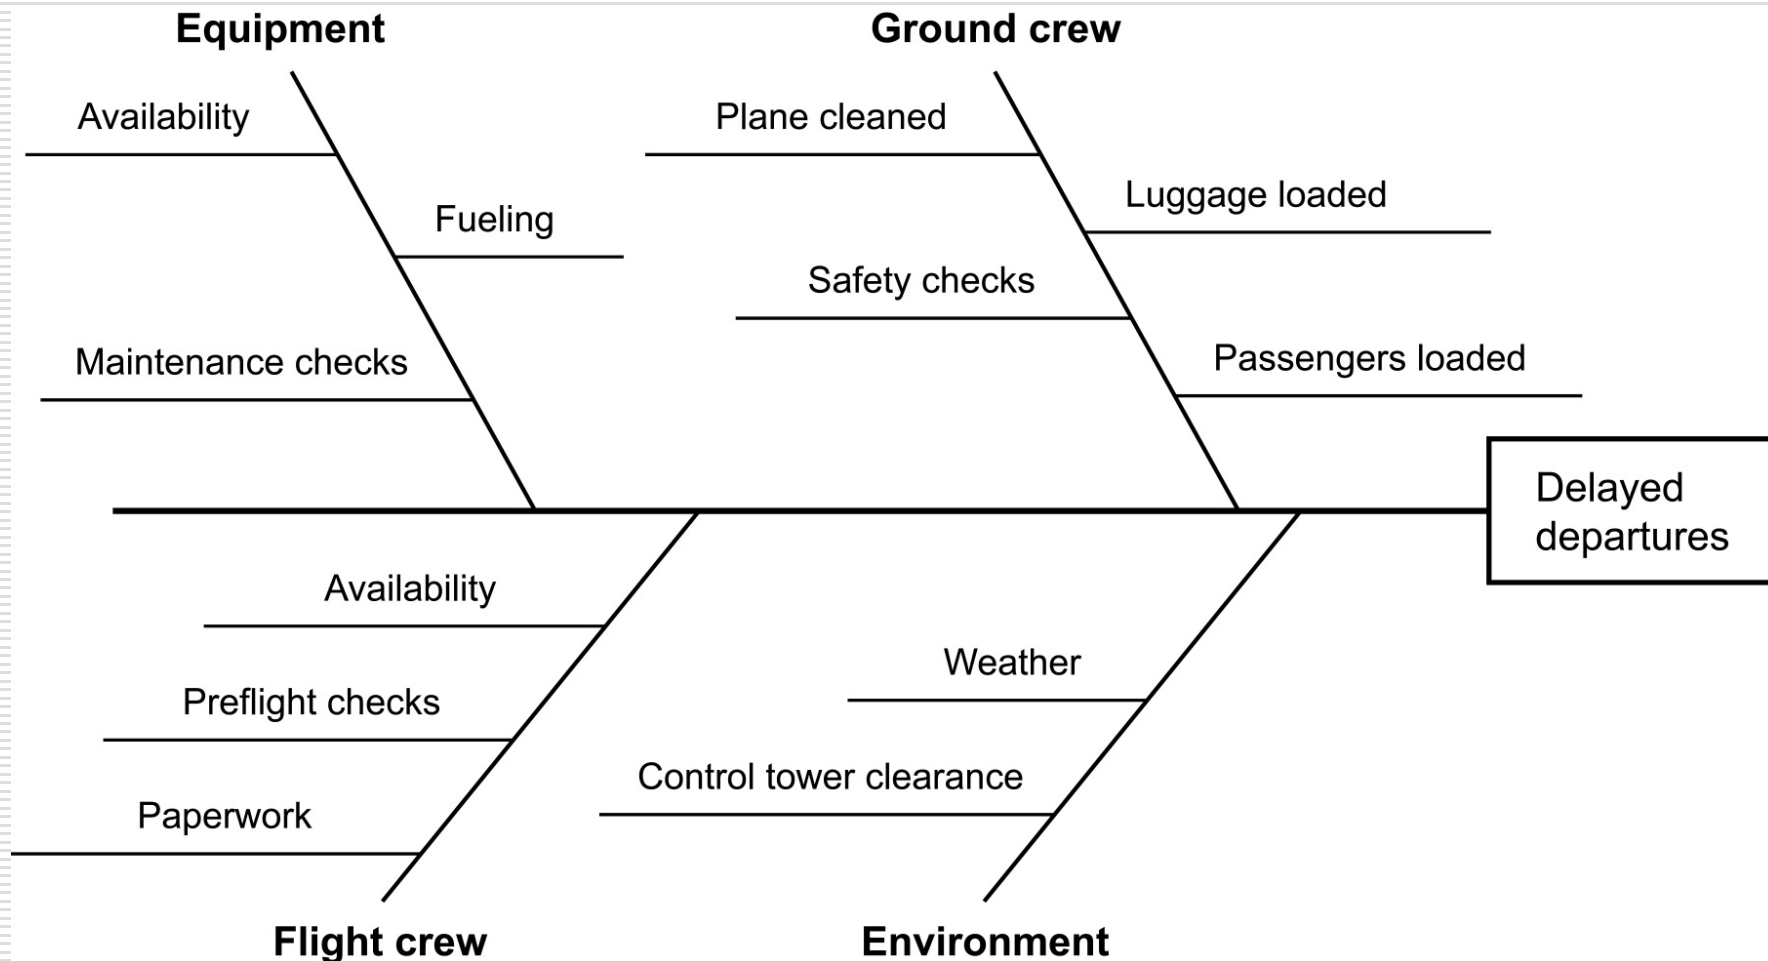 Equipment
Ground crew
Availability
Plane cleaned
Luggage loaded
Fueling
Safety checks
Maintenance checks
Passengers loaded
Delayed
departures
Availability
Weather
Preflight checks
Control tower clearance
Paperwork
Flight crew
Environment